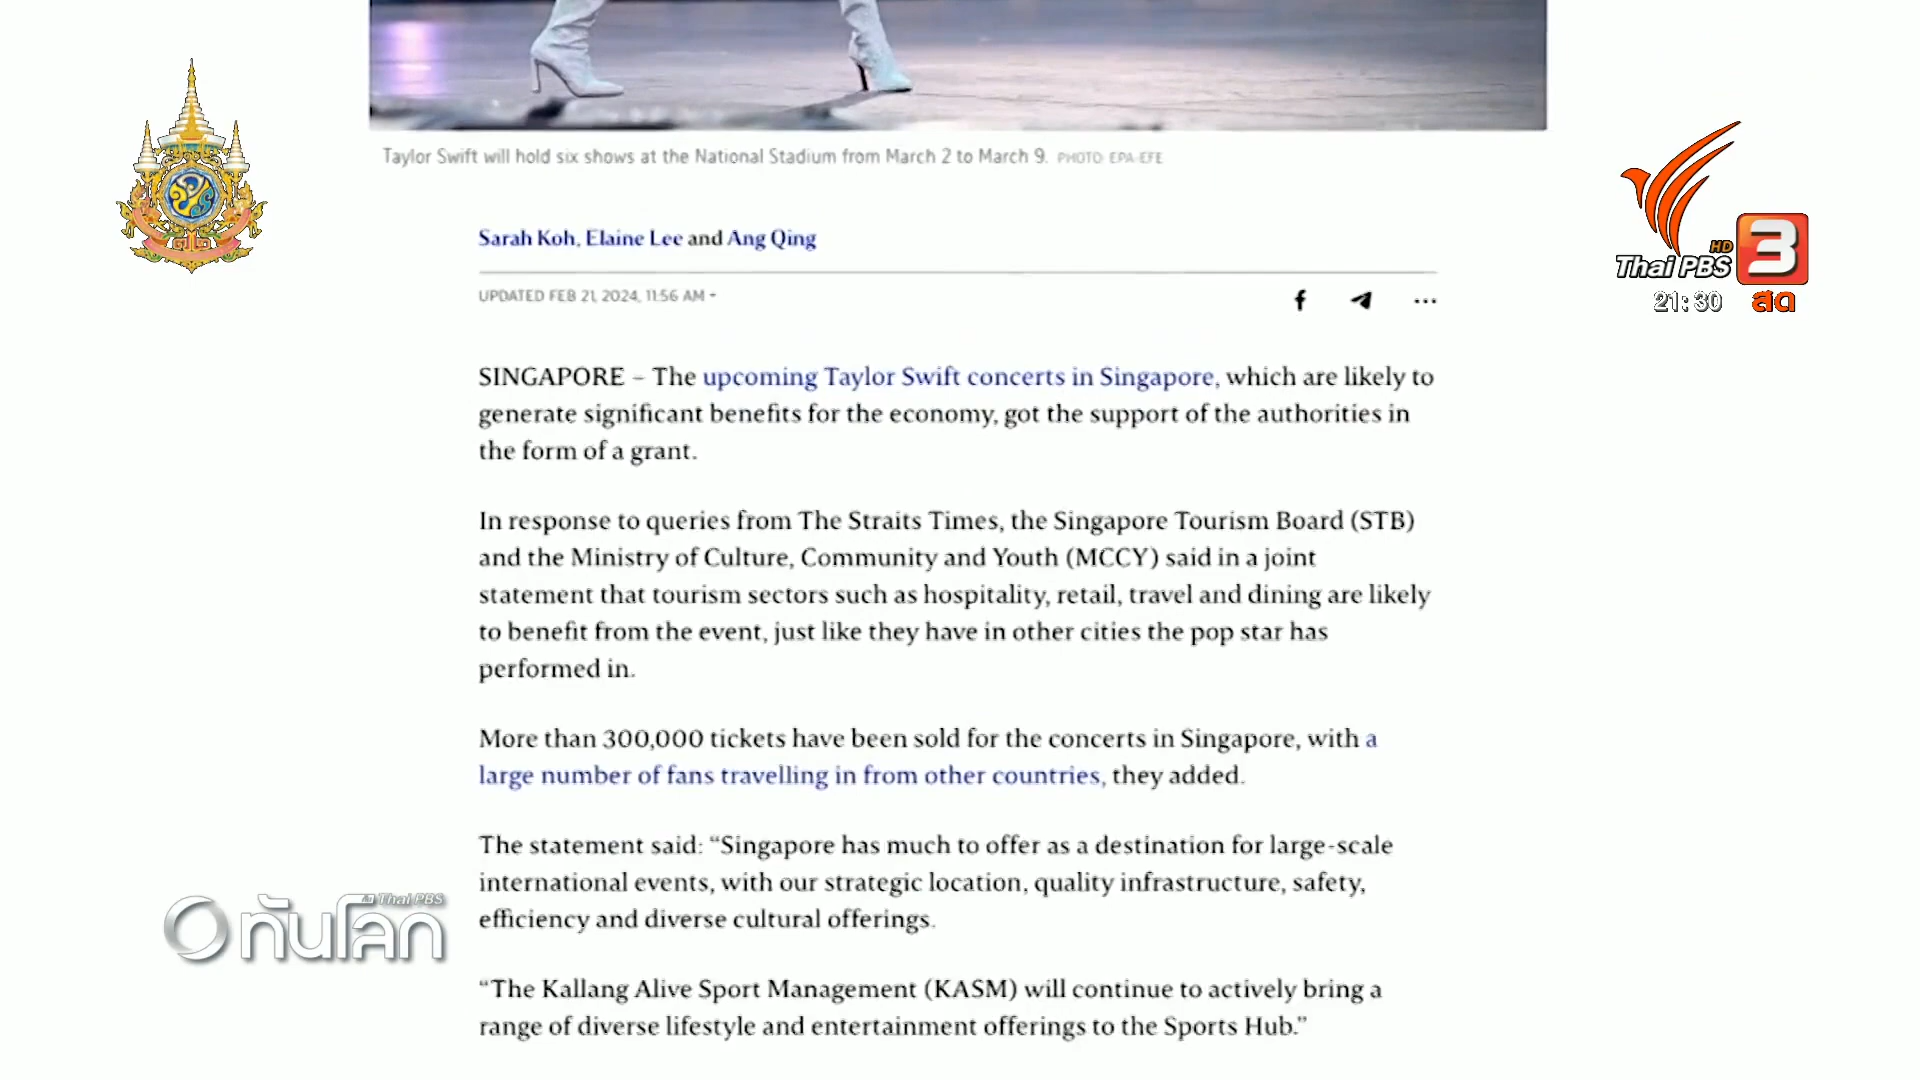 Taylor Swift will hold six shows at the National Stadium from March 2 to March 9. PHOTO: EPA-EFE
Sarah Koh, Elaine Lee and Ang Qing
UPDATED FEB 21, 2024, 11:56 AM
SINGAPORE – The upcoming Taylor Swift concerts in Singapore, which are likely to
generate significant benefits for the economy, got the support of the authorities in
the form of a grant.
In response to queries from The Straits Times, the Singapore Tourism Board (STB)
and the Ministry of Culture, Community and Youth (MCCY) said in a joint
statement that tourism sectors such as hospitality, retail, travel and dining are likely
to benefit from the event, just like they have in other cities the pop star has
performed in.
More than 300,000 tickets have been sold for the concerts in Singapore, with a
large number of fans travelling in from other countries, they added.
The statement said: “Singapore has much to offer as a destination for large-scale
international events, with our strategic location, quality infrastructure, safety,
efficiency and diverse cultural offerings.
“The Kallang Alive Sport Management (KASM) will continue to actively bring a
range of diverse lifestyle and entertainment offerings to the Sports Hub.”
HD
Thai PBS 3
21:30 สด
Thai PBS
ทันโลก
๗๒